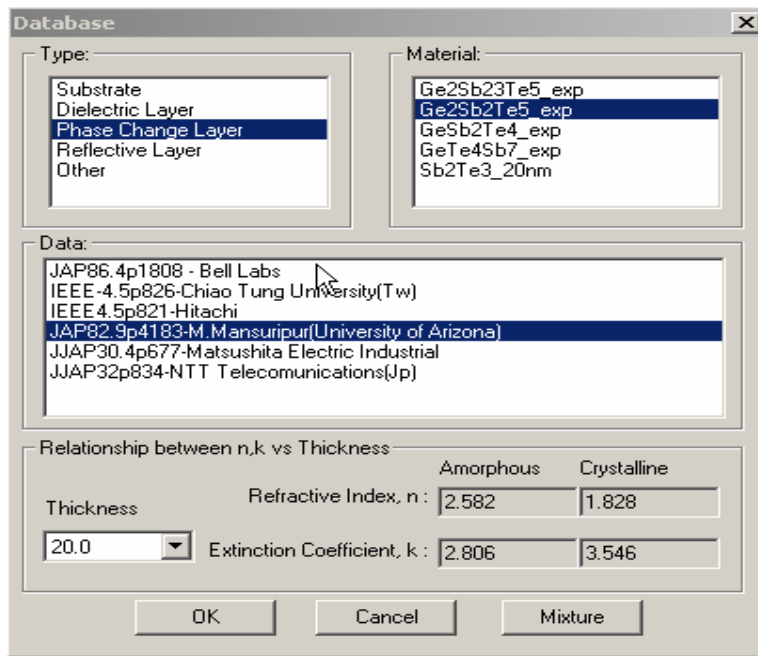 Database
Type:
Substrate
Dielectric Layer
Phase Change Layer
Reflective Layer
Other
Material:
Ge2Sb23Te5_exp
Ge2Sb2Te5_exp
GeSb2Te4_exp
GeTe4Sb7_exp
Sb2Te3_20nm
Data:
JAP86.4p1808 - Bell Labs
IEEE-4.5p826-Chiao Tung University(Tw)
IEEE4.5p821-Hitachi
JAP82.9p4183-M.Mansuripur(University of Arizona)
JJAP30.4p677-Matsushita Electric Industrial
JJAP32p834-NTT Telecomunications(Jp)
Relationship between n,k vs Thickness
Amorphous Crystalline
Refractive Index, n : 2.582 1.828
Thickness
20.0
Extinction Coefficient, k : 2.806 3.546
OK Cancel Mixture